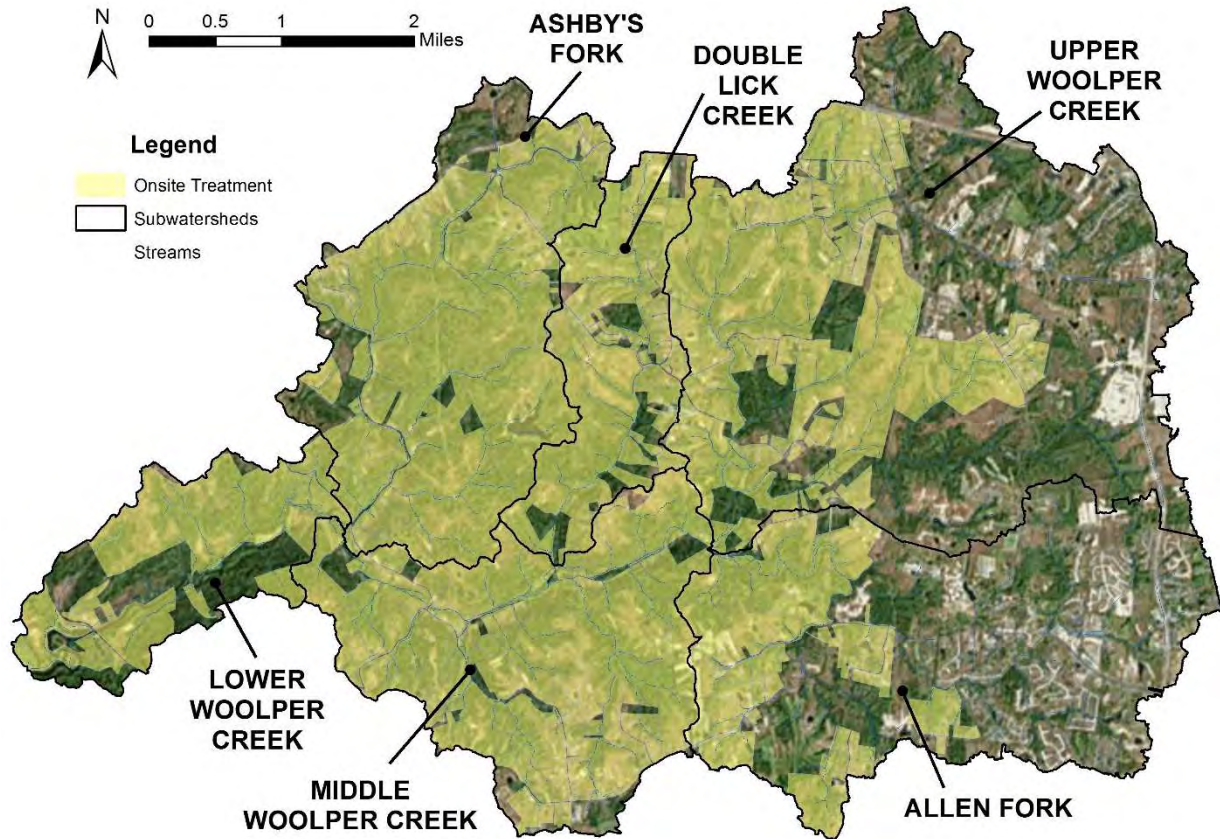 N
0 0.5 1 2
Miles
ASHBY'S
FORK
DOUBLE
LICK
CREEK
UPPER
WOOLPER
CREEK
Legend
Onsite Treatment
Subwatersheds
Streams
LOWER
WOOLPER
CREEK
MIDDLE
WOOLPER CREEK
ALLEN FORK